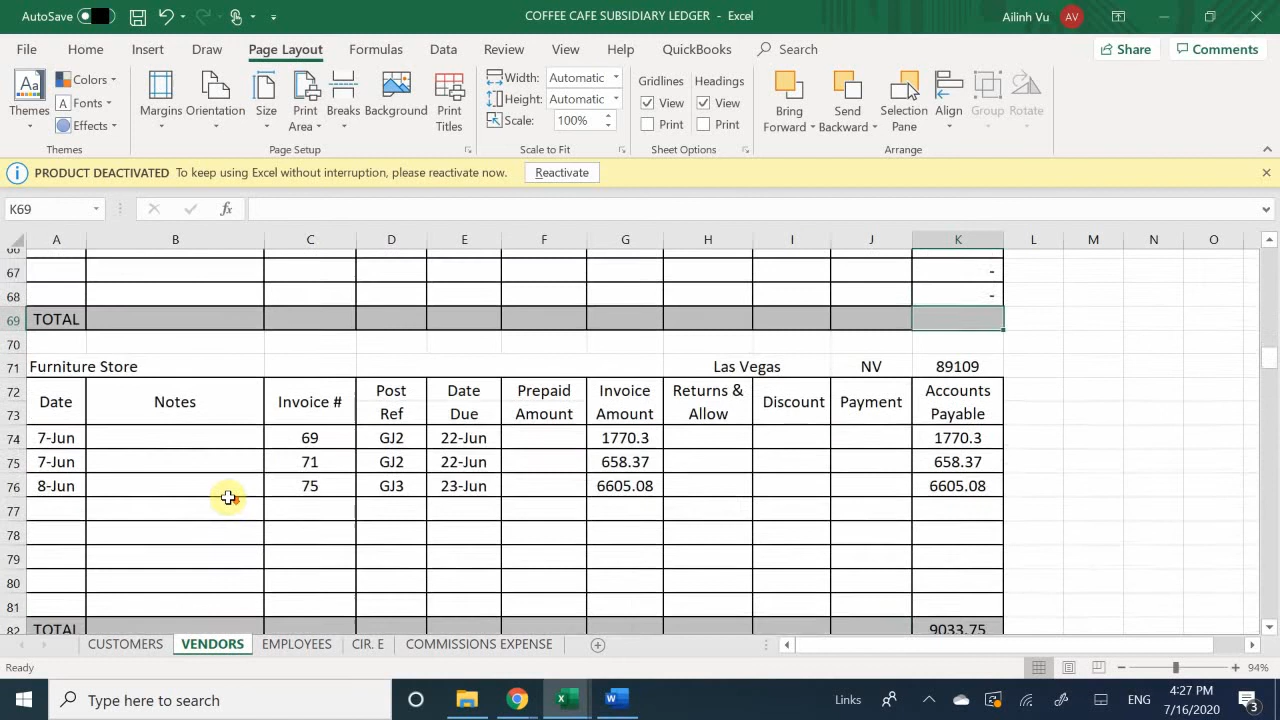 AutoSave Off COFFEE CAFE SUBSIDIARY LEDGER - Excel Ailinh Vu AV
File Home Insert Draw Page Layout Formulas Data Review View Help QuickBooks Search Share Comments
Themes Colors Fonts Effects
Margins Orientation Size Print Area Breaks Background Print Titles
Width: Automatic
Height: Automatic
Scale: 100%
Gridlines Headings
View View
Print Print
Bring Forward Send Backward Selection Pane Align Group Rotate
Themes Page Setup Scale to Fit Sheet Options Arrange
PRODUCT DEACTIVATED To keep using Excel without interruption, please reactivate now. Reactivate
K69 fx
A B C D E F G H I J K L M N O
66
67 -
68 -
69 TOTAL
70
71 Furniture Store Las Vegas NV 89109
72 Post Date Prepaid Invoice Returns & Accounts
Date Notes Invoice # Discount Payment
73 Ref Due Amount Amount Allow Payable
74 7-Jun 69 GJ2 22-Jun 1770.3 1770.3
75 7-Jun 71 GJ2 22-Jun 658.37 658.37
76 8-Jun 75 GJ3 23-Jun 6605.08 6605.08
77
78
79
80
81
82 TOTAL 9033.75
CUSTOMERS VENDORS EMPLOYEES CIR. E COMMISSIONS EXPENSE
Ready 94%
Type here to search Links ENG 4:27 PM
7/16/2020 3